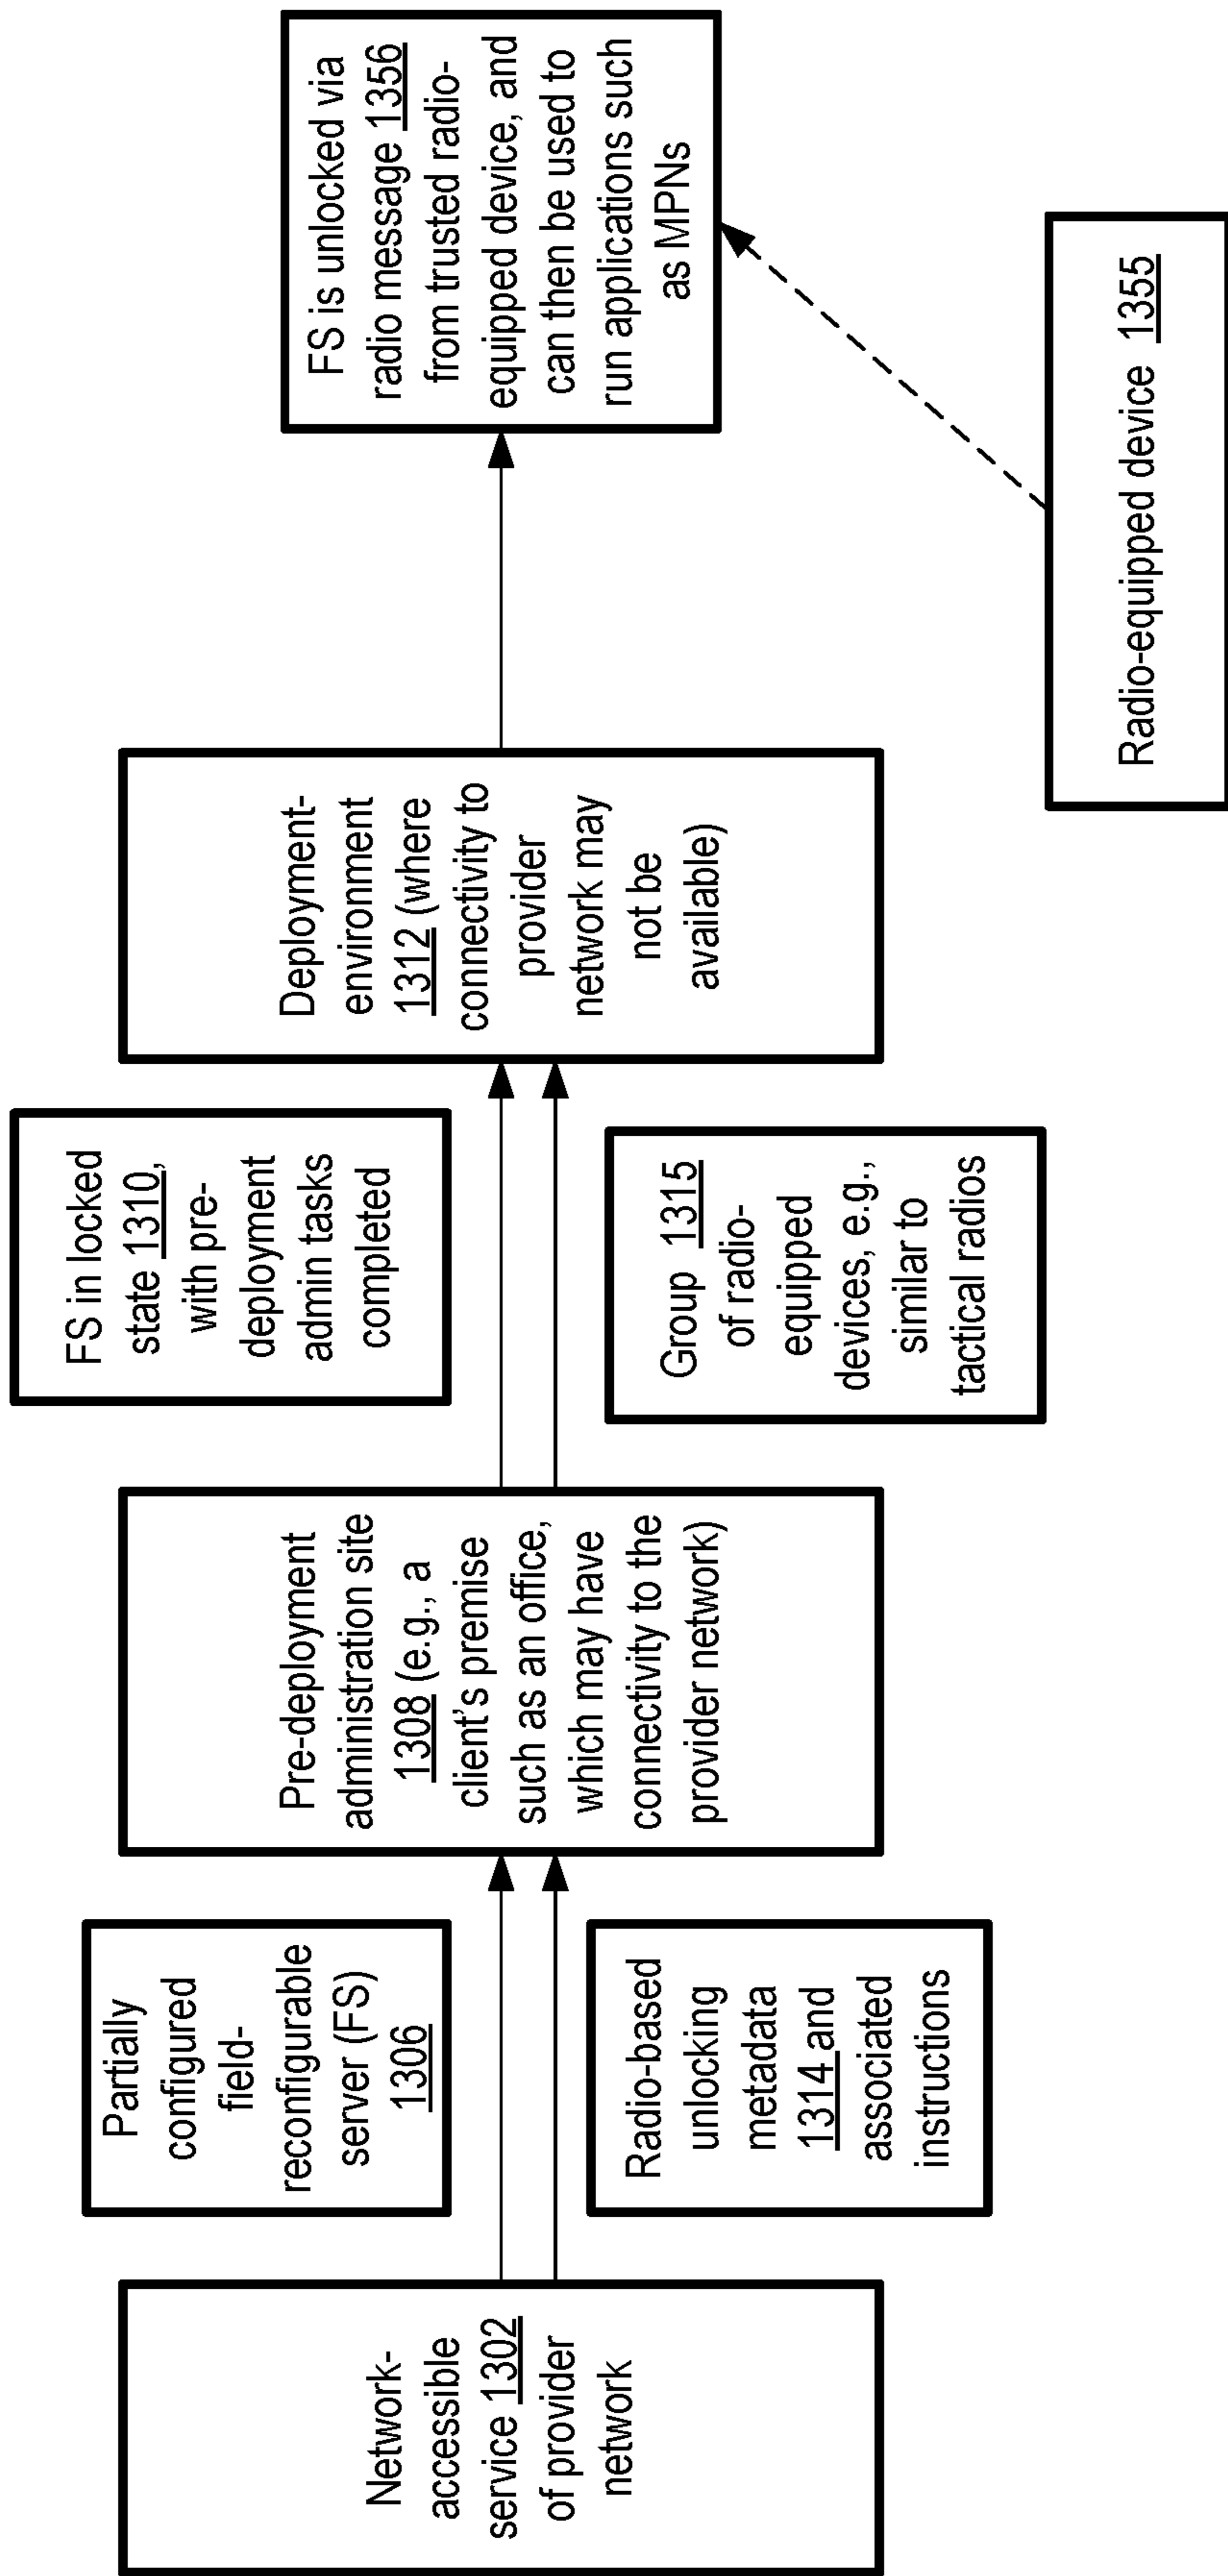 Network-
accessible
service 1302
of provider
network
Partially
configured
field-
reconfigurable
server (FS)
1306
Radio-based
unlocking
metadata
1314 and
associated
instructions
Pre-deployment
administration site
1308 (e.g., a
client's premise
such as an office,
which may have
connectivity to the
provider network)
FS in locked
state 1310,
with pre-
deployment
admin tasks
completed
Group 1315
of radio-
equipped
devices, e.g.,
similar to
tactical radios
Deployment-
environment
1312 (where
connectivity to
provider
network may
not be
available)
FS is unlocked via
radio message 1356
from trusted radio-
equipped device, and
can then be used to
run applications such
as MPNs
Radio-equipped device 1355